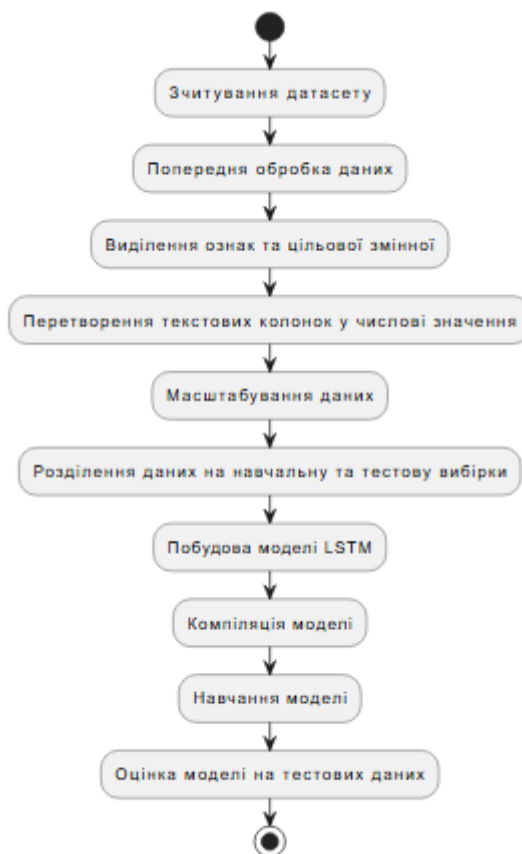 Зчитування датасету
Попередня обробка даних
Виділення ознак та цільової змінної
Перетворення текстових колонок у числові значення
Масштабування даних
Розділення даних на навчальну та тестову вибірки
Побудова моделі LSTM
Компіляція моделі
Навчання моделі
Оцінка моделі на тестових даних